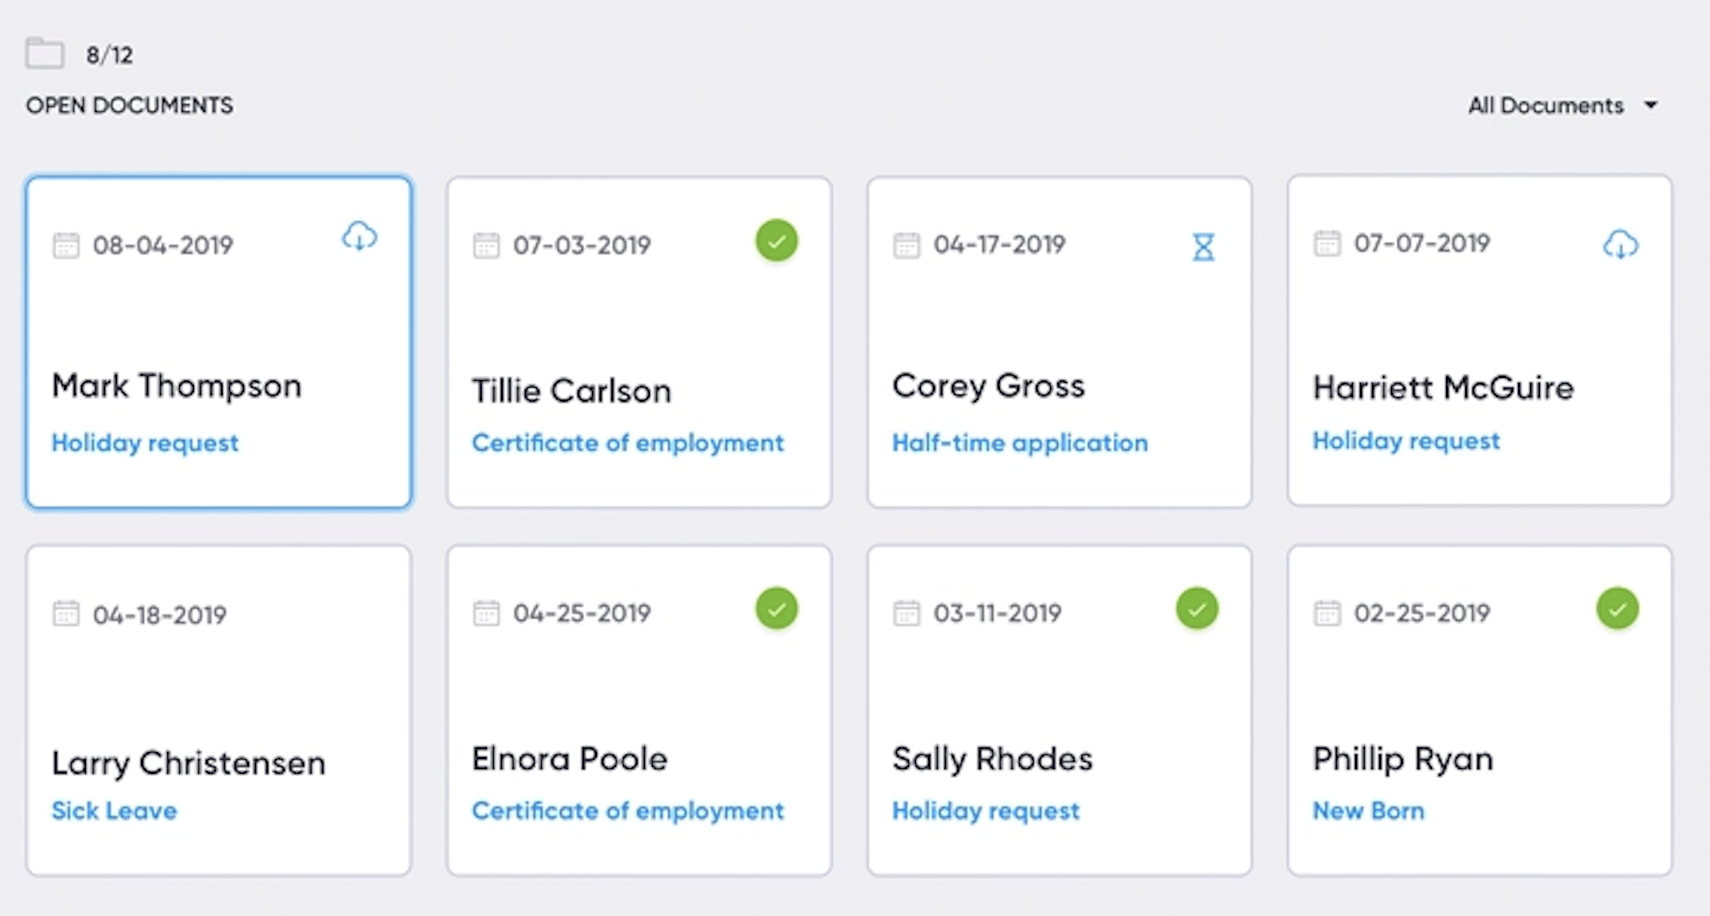 8/12
OPEN DOCUMENTS
All Documents
08-04-2019
Mark Thompson
Holiday request
07-03-2019
Tillie Carlson
Certificate of employment
04-17-2019
Corey Gross
Half-time application
07-07-2019
Harriett McGuire
Holiday request
04-18-2019
Larry Christensen
Sick Leave
04-25-2019
Elnora Poole
Certificate of employment
03-11-2019
Sally Rhodes
Holiday request
02-25-2019
Phillip Ryan
New Born